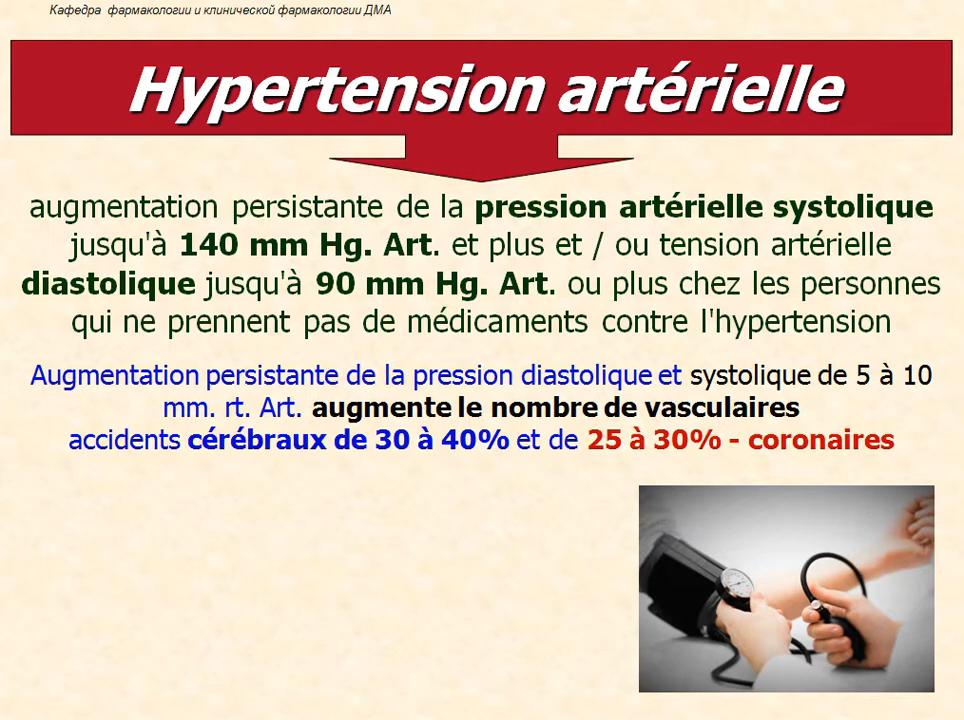 Кафедра фармакологии и клинической фармакологии ДМА
Hypertension artérielle
augmentation persistante de la pression artérielle systolique
jusqu'à 140 mm Hg. Art. et plus et / ou tension artérielle
diastolique jusqu'à 90 mm Hg. Art. ou plus chez les personnes
qui ne prennent pas de médicaments contre l'hypertension
Augmentation persistante de la pression diastolique et systolique de 5 à 10
mm. rt. Art. augmente le nombre de vasculaires
accidents cérébraux de 30 à 40% et de 25 à 30% - coronaires